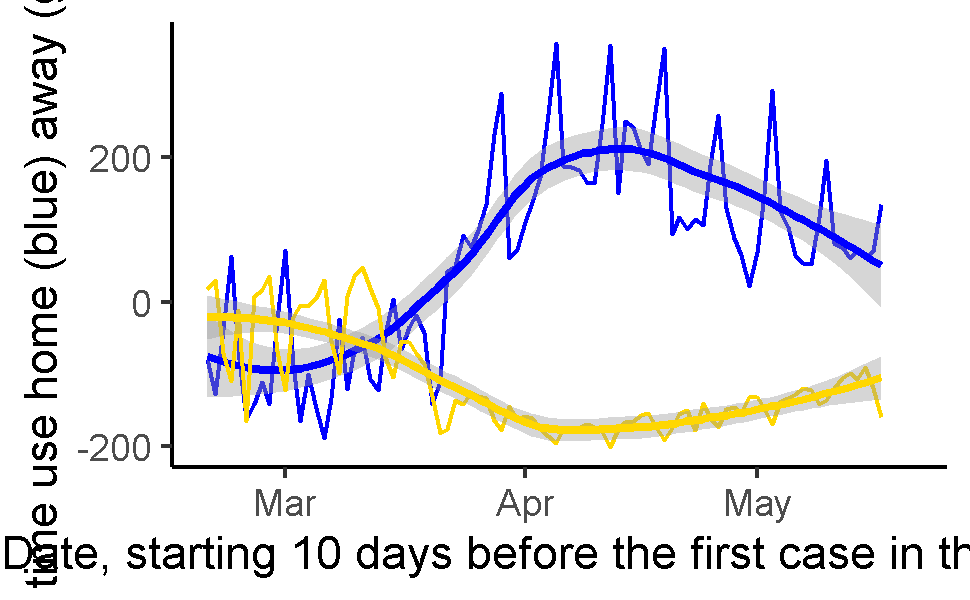 time use home (blue) away (
200
0
-200
Mar Apr May
Date, starting 10 days before the first case in th